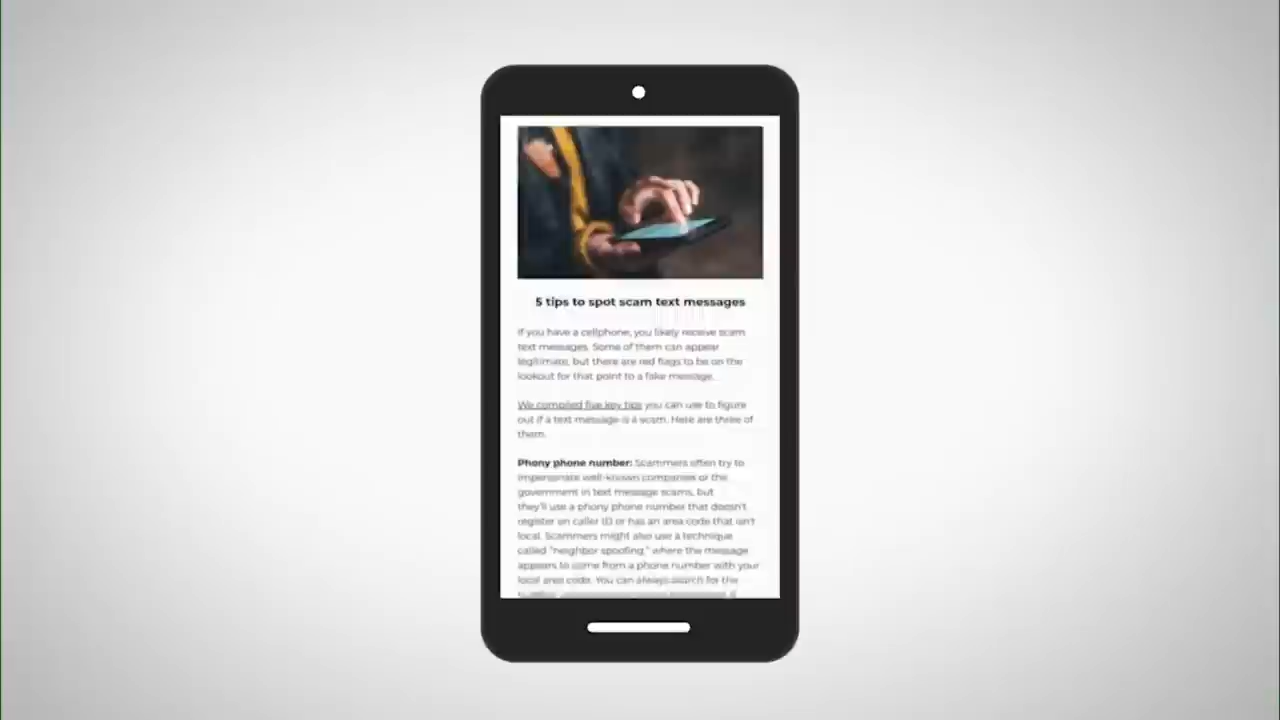 5 tips to spot scam text messages
If you have a cellphone, you likely receive scam
text messages. Some of them can appear
legitimate, but there are red flags to be on the
lookout for that point to a fake message.
We compiled five key tips you can use to figure
out if a text message is a scam. Here are three of
them.
Phony phone number: Scammers often try to
impersonate well-known companies or the
government in text message scams, but
they'll use a phony phone number that doesn't
register on caller ID or has an area code that isn't
local. Scammers might also use a technique
called "neighbor spoofing," where the message
appears to come from a phone number with your
local area code. You can always search for the